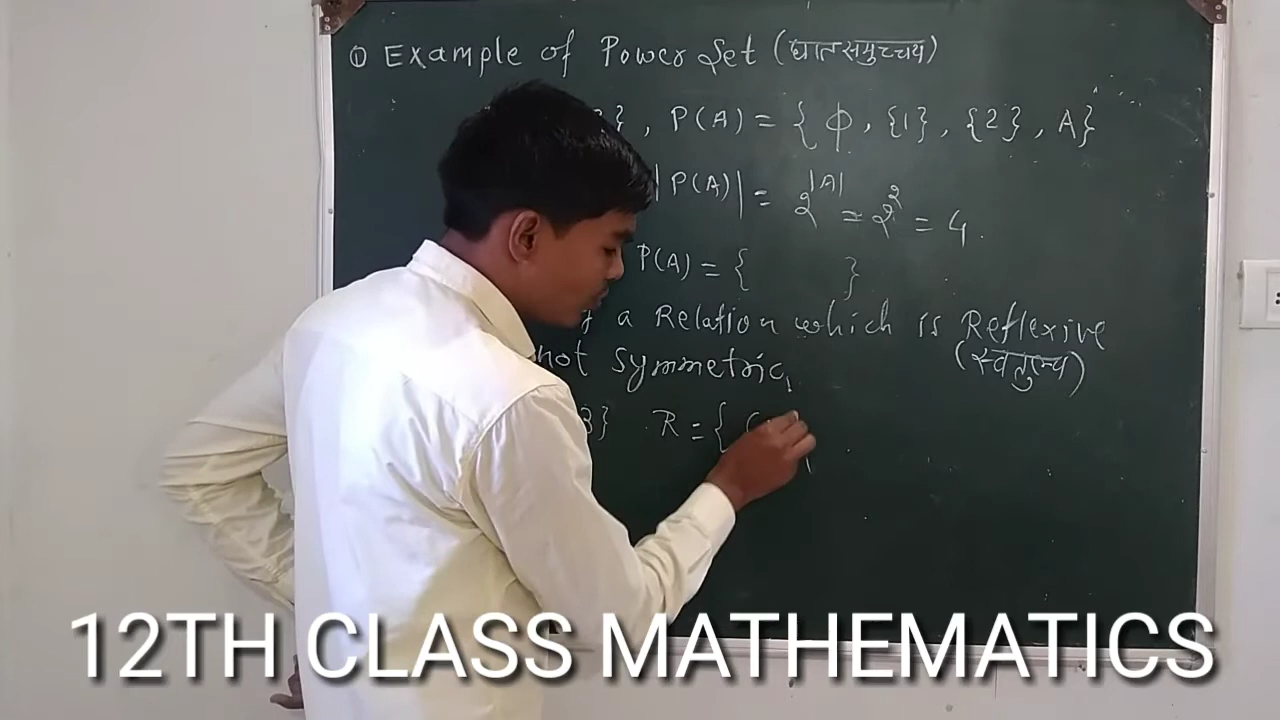 ① Example of Power Set (घातसमुच्चय)
}, P(A) = { ϕ, {1}, {2}, A}
|P(A)| = 2^|A| = 2^2 = 4.
P(A) = { }
a Relation which is Reflexive
not symmetric, (स्वतुल्य)
3} R = {
12TH CLASS MATHEMATICS